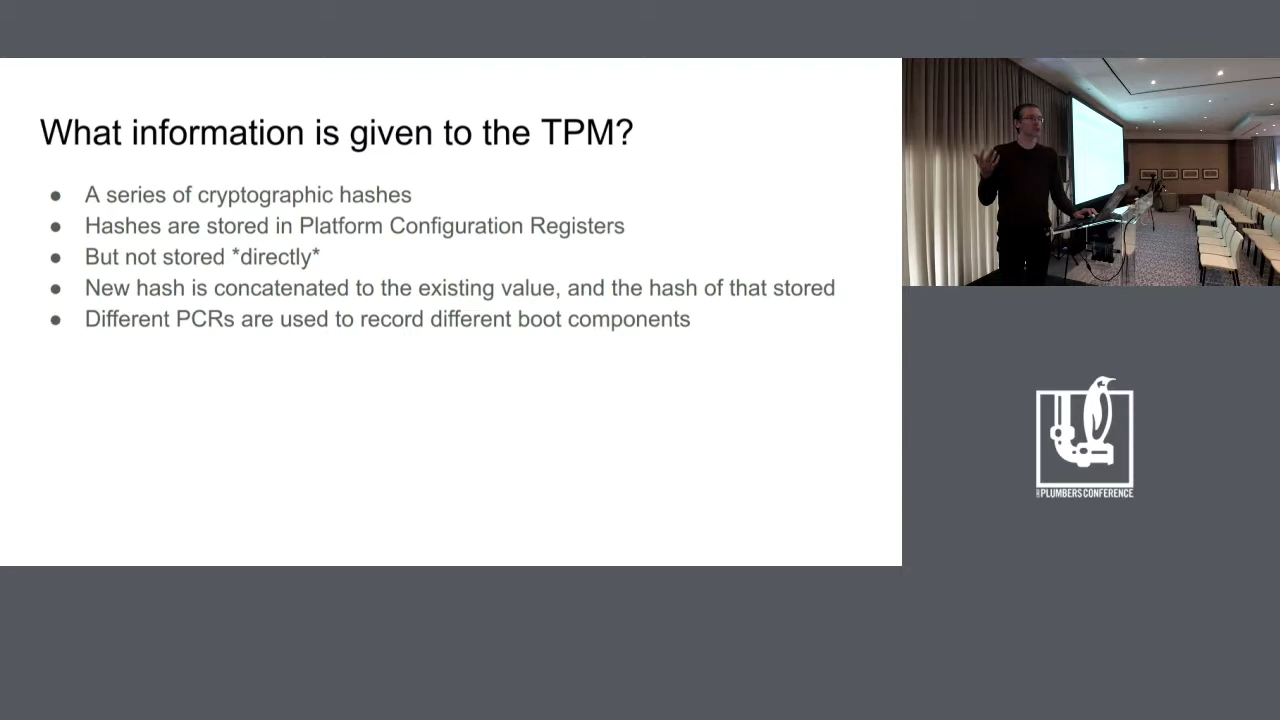 What information is given to the TPM?
● A series of cryptographic hashes
● Hashes are stored in Platform Configuration Registers
● But not stored *directly*
● New hash is concatenated to the existing value, and the hash of that stored
● Different PCRs are used to record different boot components
PLUMBERS CONFERENCE